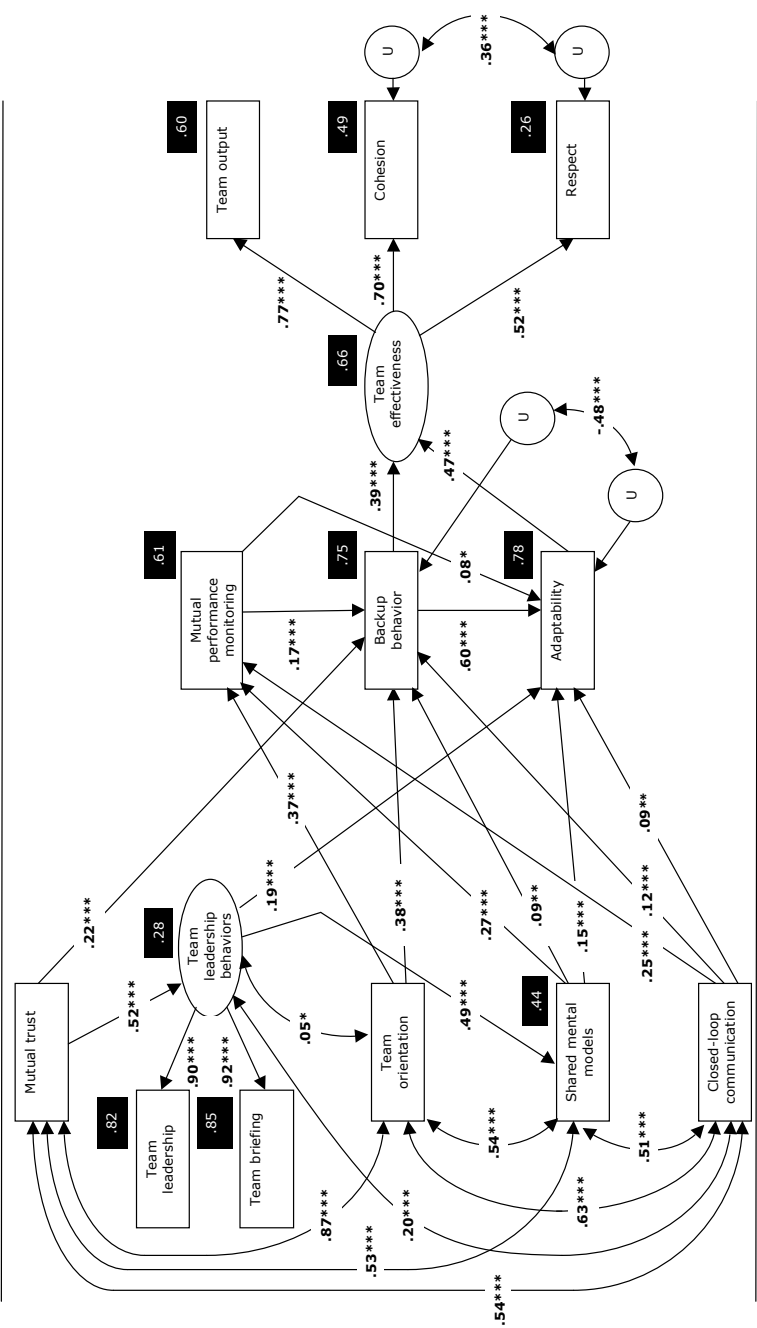 Mutual trust
.54***
.53***
.87***
.22***
.52***
.82
Team
leadership
.90***
.85
Team briefing
.92***
.28
Team
leadership
behaviors
.20***
.05*
.19***
.49***
Team
orientation
.37***
.38***
.54***
.63***
.44
Shared mental
models
.27***
.09**
.15***
.51***
Closed-loop
communication
.25***
.12***
.09**
.61
Mutual
performance
monitoring
.17***
.08*
.75
Backup
behavior
.39***
.60***
.78
Adaptability
.47***
U
-.48***
U
.66
Team
effectiveness
.77***
.70***
.52***
.60
Team output
.49
Cohesion
U
.36***
.26
Respect
U